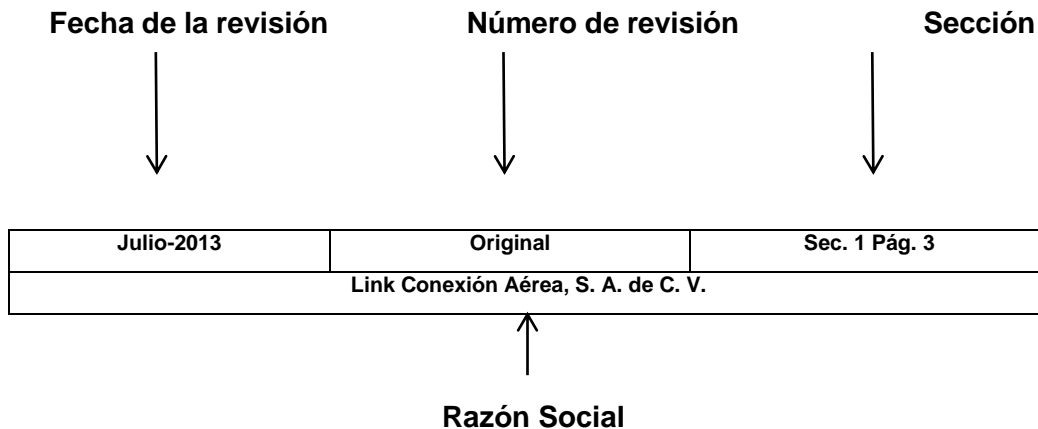 Fecha de la revisión Número de revisión Sección
Julio-2013 Original Sec. 1 Pág. 3
Link Conexión Aérea, S. A. de C. V.
Razón Social